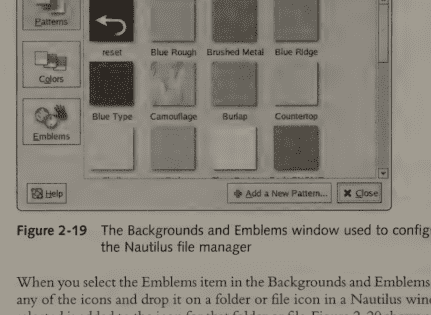 Patterns
reset Blue Rough Brushed Metal Blue Ridge
Colors
Blue Type Camouflage Burlap Countertop
Emblems
Help Add a New Pattern... Close
Figure 2-19 The Backgrounds and Emblems window used to config
the Nautilus file manager
When you select the Emblems item in the Backgrounds and Emblems
any of the icons and drop it on a folder or file icon in a Nautilus wind